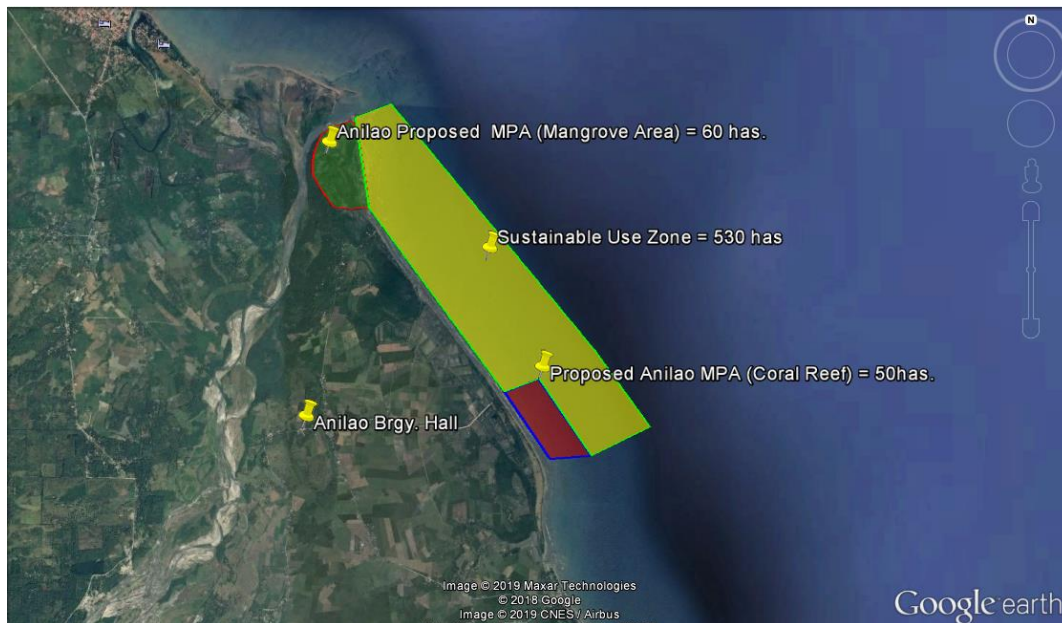 N
Anilao Proposed MPA (Mangrove Area) = 60 has.
Sustainable Use Zone = 530 has
Proposed Anilao MPA (Coral Reef) = 50has.
Anilao Brgy. Hall
Image © 2019 Maxar Technologies
© 2018 Google
Image © 2019 CNES / Airbus
Google earth